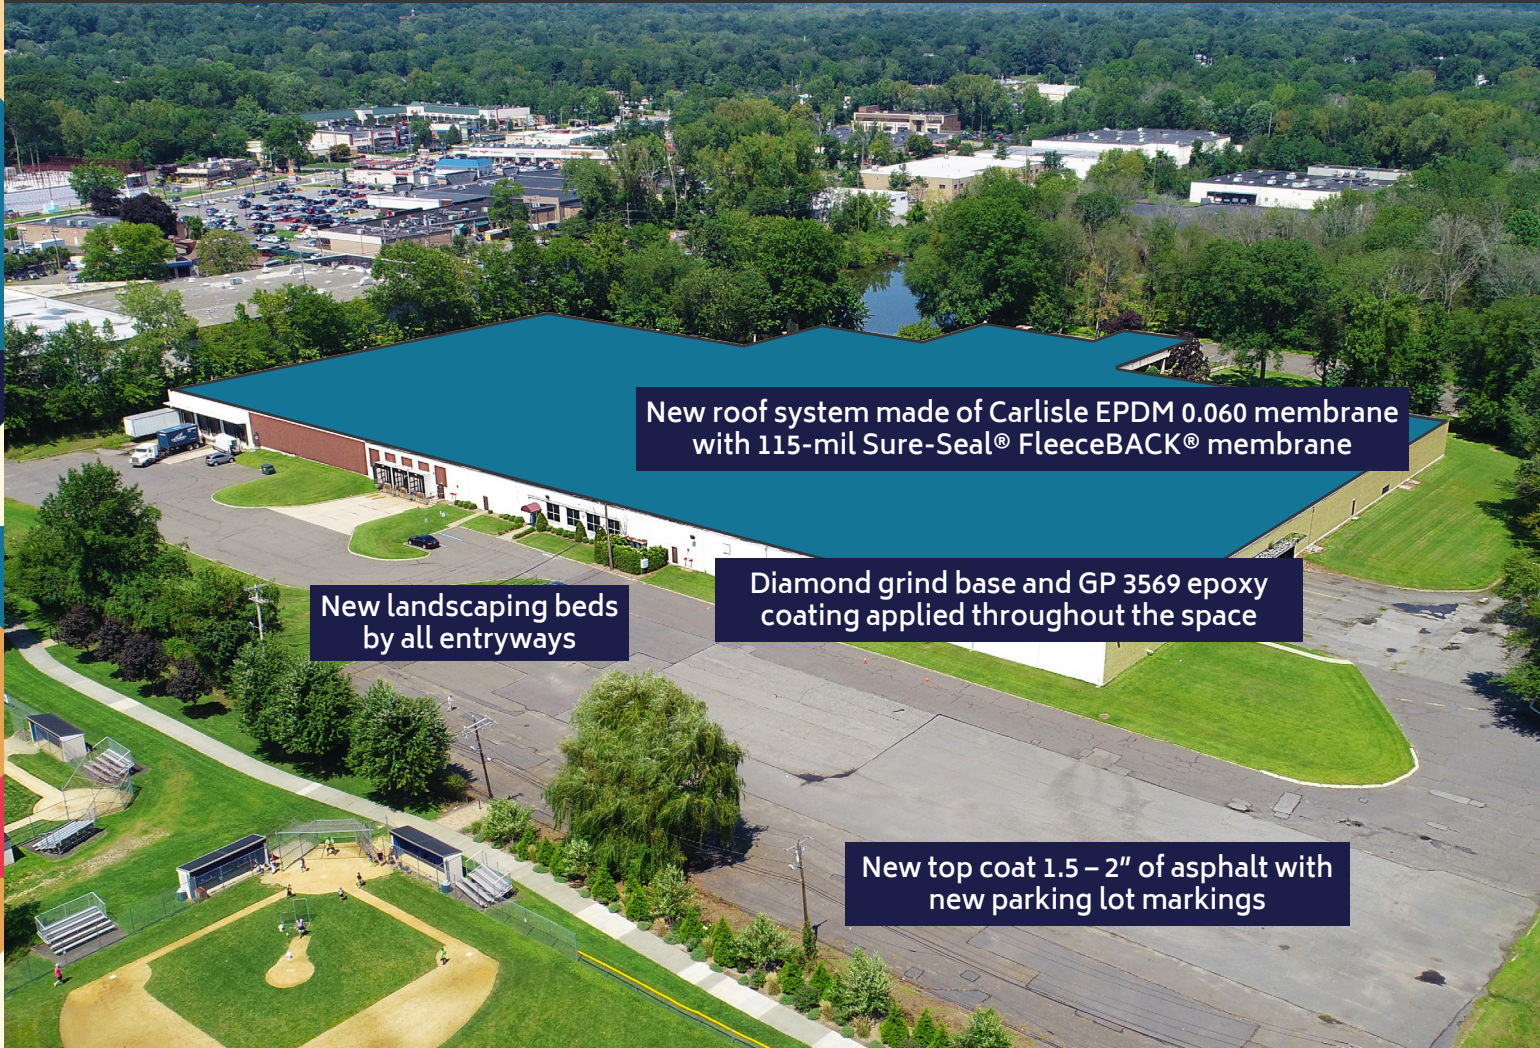 New roof system made of Carlisle EPDM 0.060 membrane
with 115-mil Sure-Seal® FleeceBACK® membrane
Diamond grind base and GP 3569 epoxy
coating applied throughout the space
New landscaping beds
by all entryways
New top coat 1.5 – 2” of asphalt with
new parking lot markings